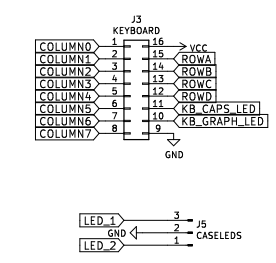 J3
KEYBOARD
COLUMN0 1 16 VCC
COLUMN1 2 15 ROWA
COLUMN2 3 14 ROWB
COLUMN3 4 13 ROWC
COLUMN4 5 12 ROWD
COLUMN5 6 11 KB_CAPS_LED
COLUMN6 7 10 KB_GRAPH_LED
COLUMN7 8 9
GND
LED_1 3 J5
GND 2 CASELEDS
LED_2 1